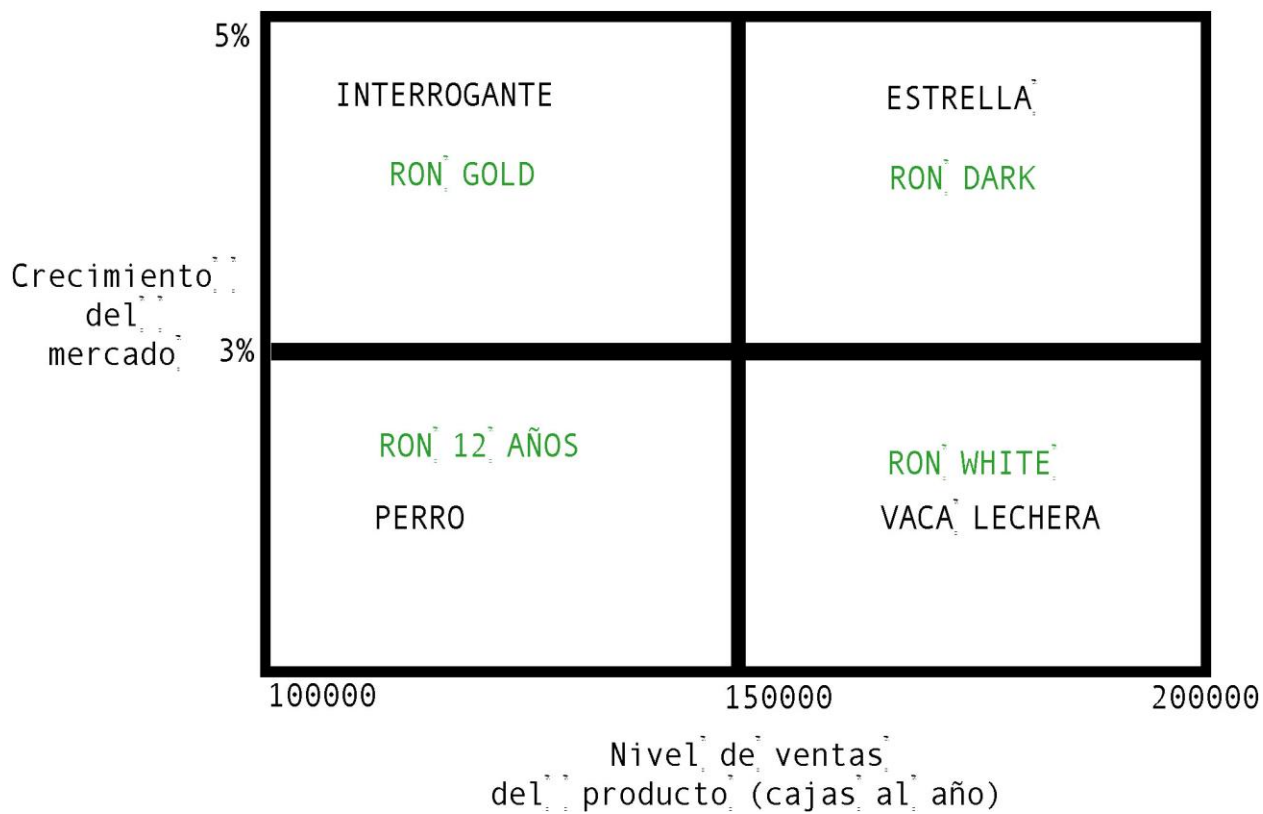 5%
INTERROGANTE
ESTRELLA
RON GOLD
RON DARK
Crecimiento
del
mercado
3%
RON 12 AÑOS
RON WHITE
PERRO
VACA LECHERA
100000
150000
200000
Nivel de ventas
del producto (cajas al año)